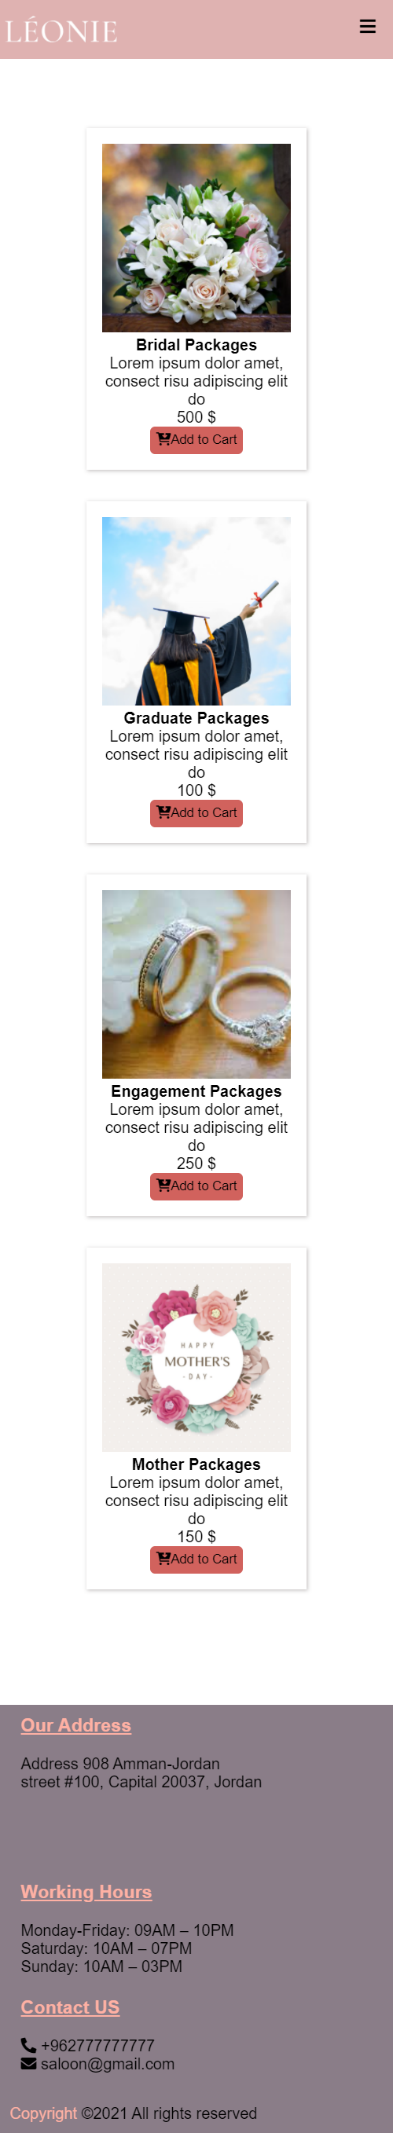 LÉONIE
Bridal Packages
Lorem ipsum dolor amet,
consect risu adipiscing elit
do
500 $
Add to Cart
Graduate Packages
Lorem ipsum dolor amet,
consect risu adipiscing elit
do
100 $
Add to Cart
Engagement Packages
Lorem ipsum dolor amet,
consect risu adipiscing elit
do
250 $
Add to Cart
HAPPY
MOTHER'S
- DAY -
Mother Packages
Lorem ipsum dolor amet,
consect risu adipiscing elit
do
150 $
Add to Cart
Our Address
Address 908 Amman-Jordan
street #100, Capital 20037, Jordan
Working Hours
Monday-Friday: 09AM – 10PM
Saturday: 10AM – 07PM
Sunday: 10AM – 03PM
Contact US
+962777777777
saloon@gmail.com
Copyright ©2021 All rights reserved